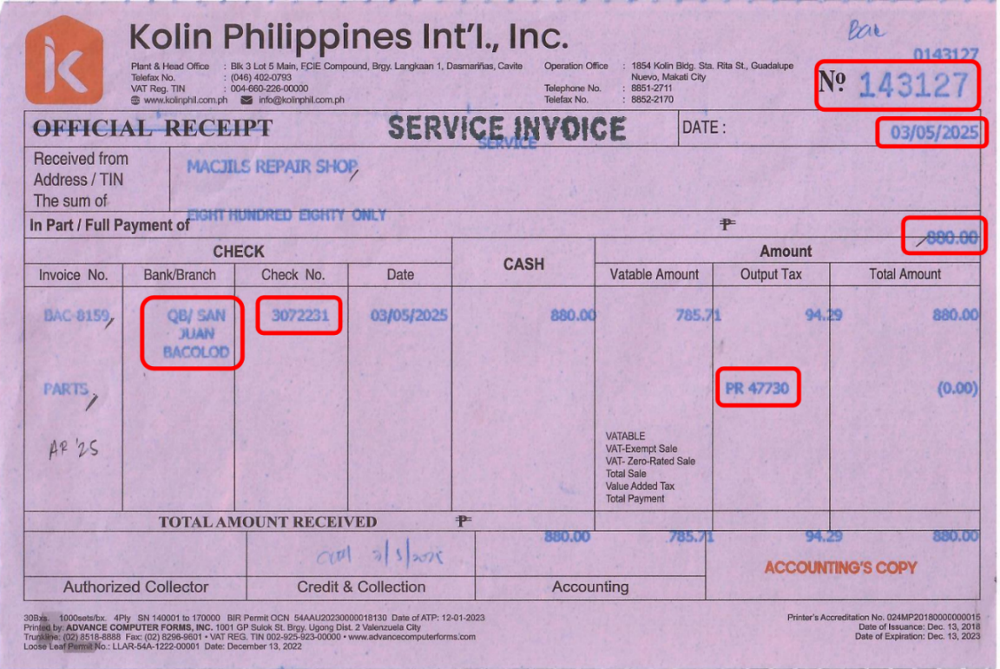 Kolin Philippines Int'l., Inc.
Plant & Head Office : Blk 3 Lot 5 Main, FCIE Compound, Brgy. Langkaan 1, Dasmariñas, Cavite
Telefax No. : (046) 402-0793
VAT Reg. TIN : 004-660-226-00000
www.kolinphil.com.ph info@kolinphil.com.ph
Operation Office : 1854 Kolin Bldg. Sta. Rita St., Guadalupe
Nuevo, Makati City
Telephone No. : 8851-2711
Telefax No. : 8852-2170
Bac
0143127
Nº 143127
OFFICIAL RECEIPT
SERVICE INVOICE
SERVICE
DATE :
03/05/2025
Received from
Address / TIN
The sum of
MACJILS REPAIR SHOP
EIGHT HUNDRED EIGHTY ONLY
In Part / Full Payment of
₱
880.00
CHECK
CASH
Amount
Invoice No. Bank/Branch Check No. Date Vatable Amount Output Tax Total Amount
BAC-8159 QB/ SAN 3072231 03/05/2025 880.00 785.71 94.29 880.00
JUAN
BACOLOD
PARTS PR 47730 (0.00)
AR '25
VATABLE
VAT-Exempt Sale
VAT- Zero-Rated Sale
Total Sale
Value Added Tax
Total Payment
TOTAL AMOUNT RECEIVED ₱
880.00 785.71 94.29 880.00
ACCOUNTING'S COPY
Authorized Collector Credit & Collection Accounting
30Bxs. 1000sets/bx. 4Ply SN 140001 to 170000 BIR Permit OCN 54AAU20230000018130 Date of ATP: 12-01-2023
Printed by: ADVANCE COMPUTER FORMS, INC. 1001 GP Sulok St. Brgy. Ugong Dist. 2 Valenzuela City
Trunkline: (02) 8518-8888 Fax: (02) 8296-9601 • VAT REG. TIN 002-925-923-00000 • www.advancecomputerforms.com
Loose Leaf Permit No.: LLAR-54A-1222-00001 Date: December 13, 2022
Printer's Accreditation No. 024MP20180000000015
Date of Issuance: Dec. 13, 2018
Date of Expiration: Dec. 13, 2023